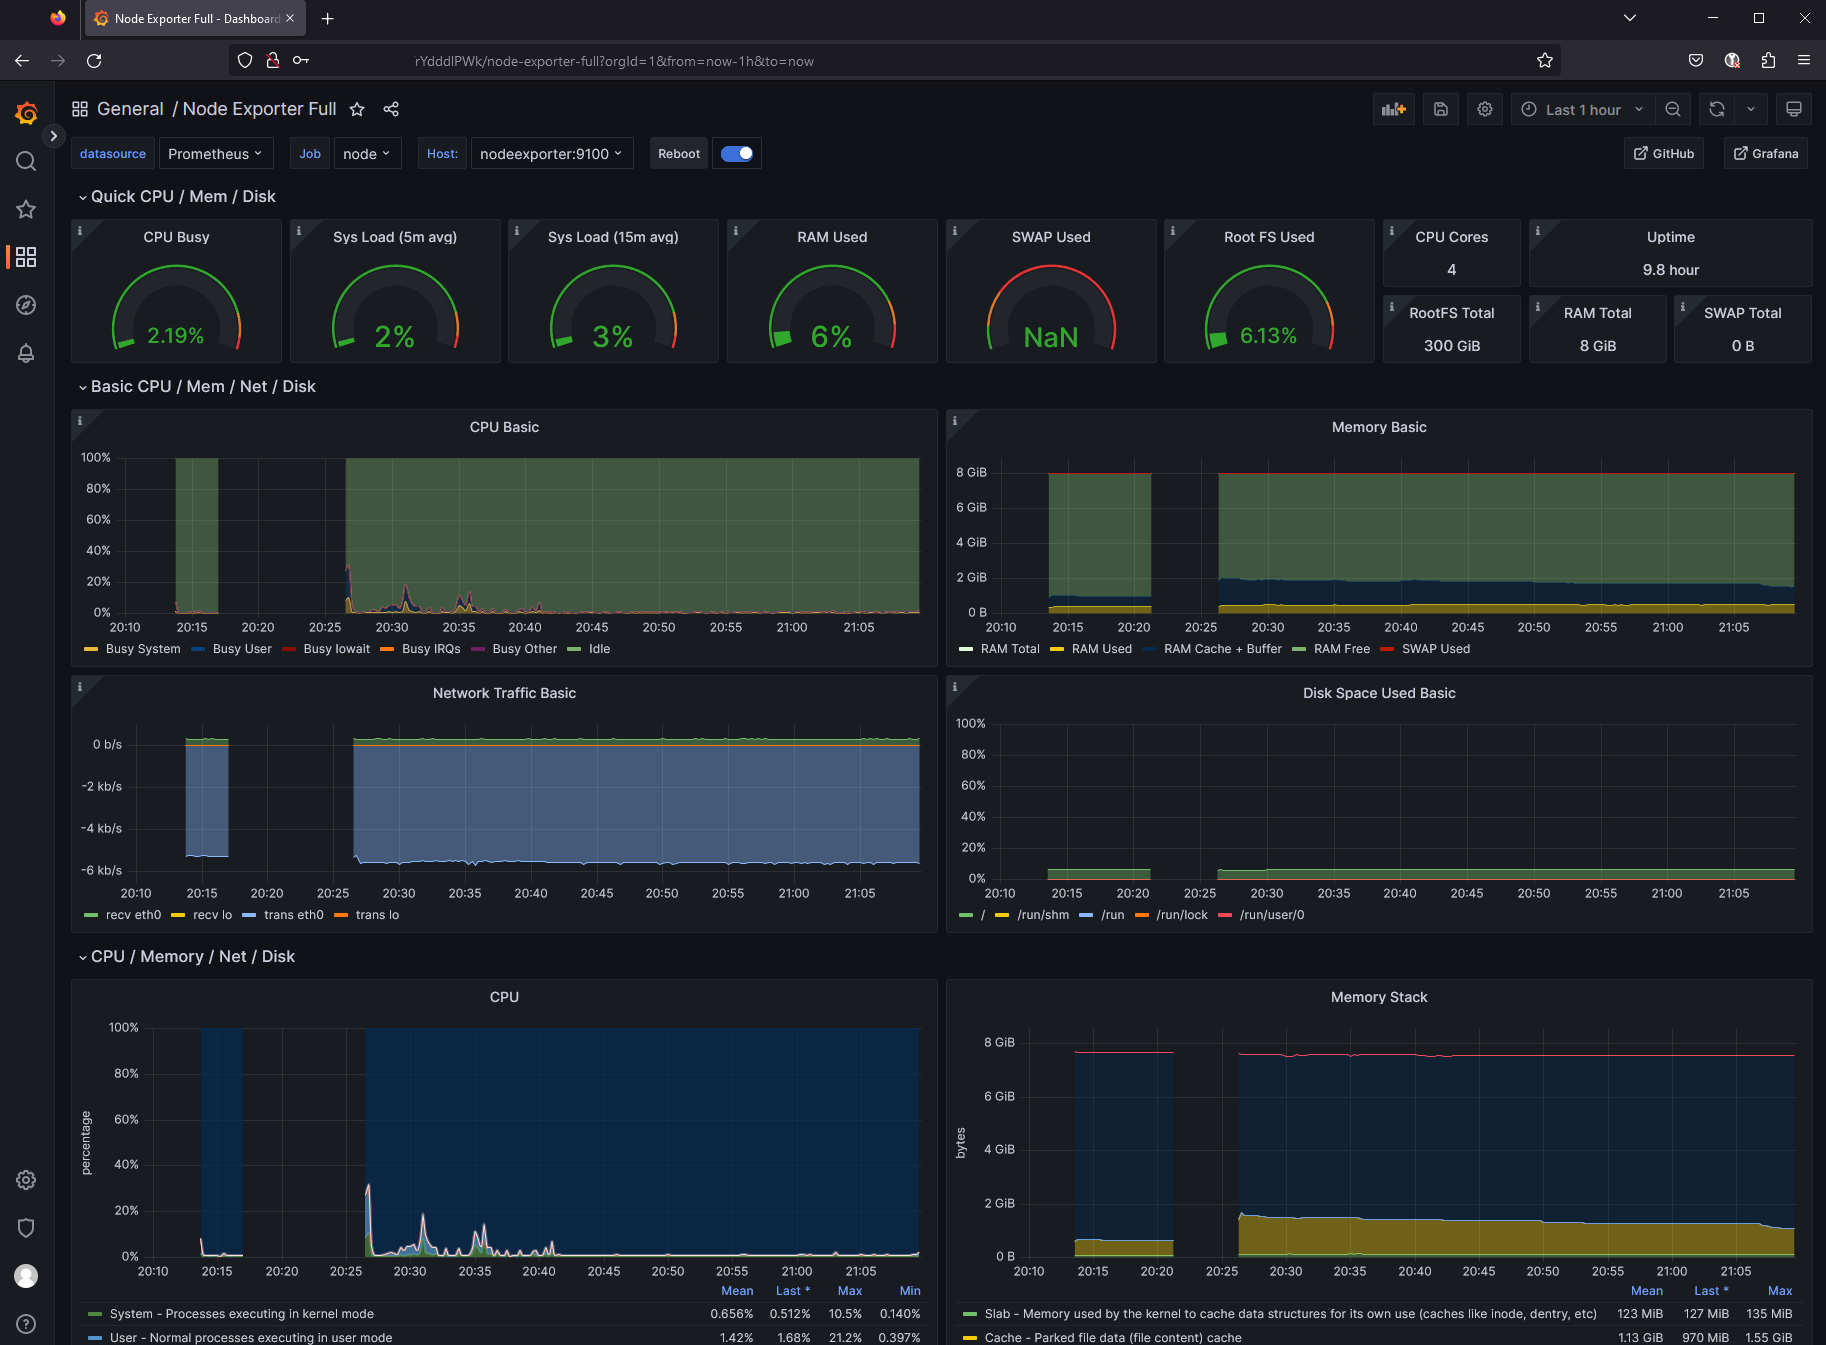 Node Exporter Full - Dashboard
rYdddlPWk/node-exporter-full?orgId=1&from=now-1h&to=now
General / Node Exporter Full
Last 1 hour
datasource Prometheus Job node Host: nodeexporter:9100 Reboot GitHub Grafana
Quick CPU / Mem / Disk
CPU Busy
2.19%
Sys Load (5m avg)
2%
Sys Load (15m avg)
3%
RAM Used
6%
SWAP Used
NaN
Root FS Used
6.13%
CPU Cores
4
Uptime
9.8 hour
RootFS Total
300 GiB
RAM Total
8 GiB
SWAP Total
0 B
Basic CPU / Mem / Net / Disk
CPU Basic
100%
80%
60%
40%
20%
0%
20:10 20:15 20:20 20:25 20:30 20:35 20:40 20:45 20:50 20:55 21:00 21:05
Busy System Busy User Busy Iowait Busy IRQs Busy Other Idle
Memory Basic
8 GiB
6 GiB
4 GiB
2 GiB
0 B
20:10 20:15 20:20 20:25 20:30 20:35 20:40 20:45 20:50 20:55 21:00 21:05
RAM Total RAM Used RAM Cache + Buffer RAM Free SWAP Used
Network Traffic Basic
0 b/s
-2 kb/s
-4 kb/s
-6 kb/s
20:10 20:15 20:20 20:25 20:30 20:35 20:40 20:45 20:50 20:55 21:00 21:05
recv eth0 recv lo trans eth0 trans lo
Disk Space Used Basic
100%
80%
60%
40%
20%
0%
20:10 20:15 20:20 20:25 20:30 20:35 20:40 20:45 20:50 20:55 21:00 21:05
/ /run/shm /run /run/lock /run/user/0
CPU / Memory / Net / Disk
CPU
percentage
100%
80%
60%
40%
20%
0%
20:10 20:15 20:20 20:25 20:30 20:35 20:40 20:45 20:50 20:55 21:00 21:05
Mean Last * Max Min
System - Processes executing in kernel mode 0.656% 0.512% 10.5% 0.140%
User - Normal processes executing in user mode 1.42% 1.68% 21.2% 0.397%
Memory Stack
bytes
8 GiB
6 GiB
4 GiB
2 GiB
0 B
20:10 20:15 20:20 20:25 20:30 20:35 20:40 20:45 20:50 20:55 21:00 21:05
Mean Last * Max
Slab - Memory used by the kernel to cache data structures for its own use (caches like inode, dentry, etc) 123 MiB 127 MiB 135 MiB
Cache - Parked file data (file content) cache 1.13 GiB 970 MiB 1.55 GiB